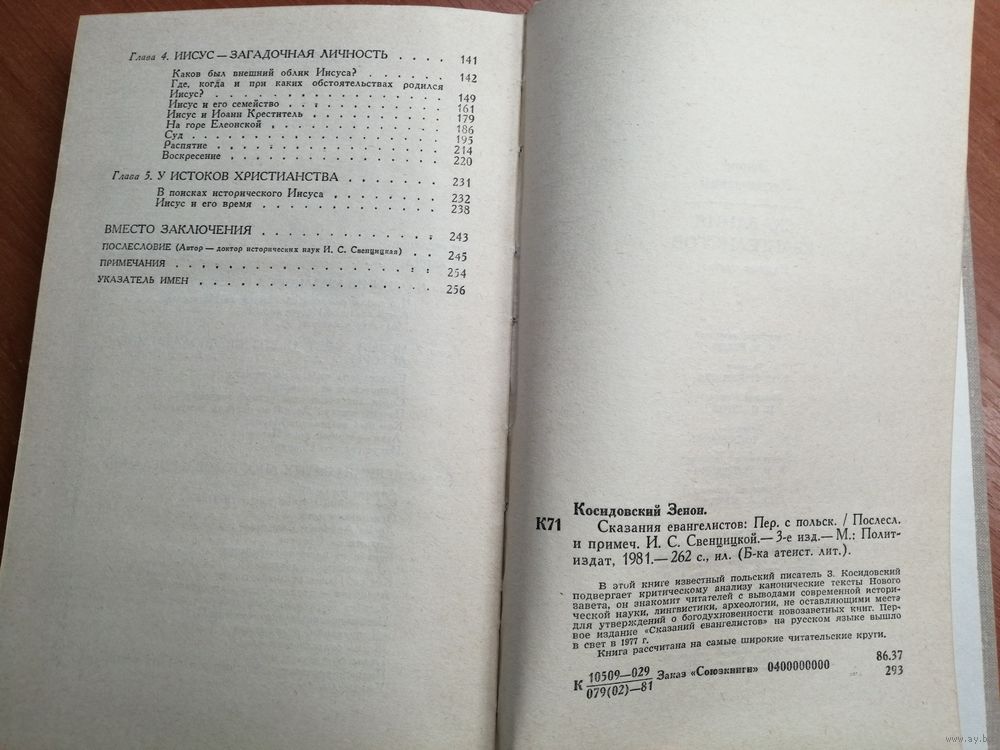 Глава 4. ИИСУС — ЗАГАДОЧНАЯ ЛИЧНОСТЬ . . . . 141
Каков был внешний облик Иисуса? . . . . . . 142
Где, когда и при каких обстоятельствах родился
Иисус? . . . . . . . . . . . . . . . . 149
Иисус и его семейство . . . . . . . . . . . 161
Иисус и Иоанн Креститель . . . . . . . . . 179
На горе Елеонской . . . . . . . . . . . . 186
Суд . . . . . . . . . . . . . . . . . 195
Распятие . . . . . . . . . . . . . . . 214
Воскресение . . . . . . . . . . . . . . 220
Глава 5. У ИСТОКОВ ХРИСТИАНСТВА . . . . . . . 231
В поисках исторического Иисуса . . . . . . . 232
Иисус и его время . . . . . . . . . . . . 238
ВМЕСТО ЗАКЛЮЧЕНИЯ . . . . . . . . . . . . 243
ПОСЛЕСЛОВИЕ (Автор — доктор исторических наук И. С. Свенцицкая) . . 245
ПРИМЕЧАНИЯ . . . . . . . . . . . . . . . . 254
УКАЗАТЕЛЬ ИМЕН . . . . . . . . . . . . . . . 256
Косидовский Зенон.
К71 Сказания евангелистов: Пер. с польск. / Послесл.
и примеч. И. С. Свенцицкой.— 3-е изд.— М.: Полит-
издат, 1981.— 262 с., ил. (Б-ка атеист. лит.).
В этой книге известный польский писатель З. Косидовский
подвергает критическому анализу канонические тексты Нового
завета, он знакомит читателей с выводами современной истори-
ческой науки, лингвистики, археологии, не оставляющими места
для утверждений о богодухновенности новозаветных книг. Пер-
вое издание «Сказаний евангелистов» на русском языке вышло
в свет в 1977 г.
Книга рассчитана на самые широкие читательские круги.
К 10509—029 Заказ «Союзкниги» 0400000000 86.37
079(02)—81 293
www.ay.by